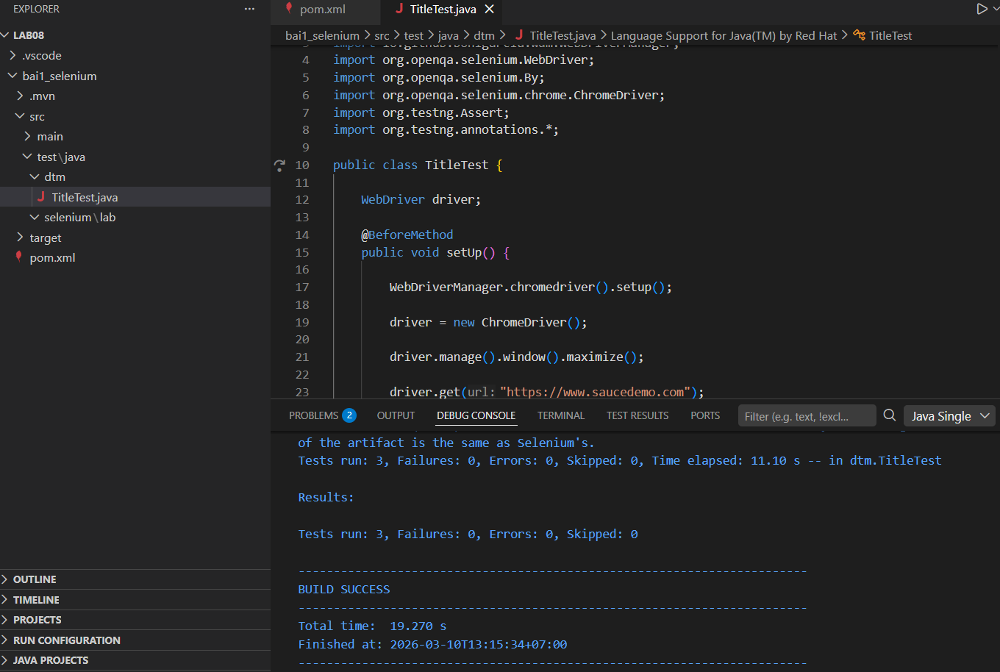 EXPLORER
···
LAB08
.vscode
bai1_selenium
.mvn
src
main
test\java
dtm
J TitleTest.java
selenium\lab
target
pom.xml
OUTLINE
TIMELINE
PROJECTS
RUN CONFIGURATION
JAVA PROJECTS
pom.xml
J TitleTest.java
bai1_selenium > src > test > java > dtm > J TitleTest.java > Language Support for Java(TM) by Red Hat > TitleTest
3 import io.github.bonigarcia.wdm.WebDriverManager;
4 import org.openqa.selenium.WebDriver;
5 import org.openqa.selenium.By;
6 import org.openqa.selenium.chrome.ChromeDriver;
7 import org.testng.Assert;
8 import org.testng.annotations.*;
9
10 public class TitleTest {
11
12 WebDriver driver;
13
14 @BeforeMethod
15 public void setUp() {
16
17 WebDriverManager.chromedriver().setup();
18
19 driver = new ChromeDriver();
20
21 driver.manage().window().maximize();
22
23 driver.get(url: "https://www.saucedemo.com");
PROBLEMS 2 OUTPUT DEBUG CONSOLE TERMINAL TEST RESULTS PORTS Filter (e.g. text, !excl... Java Single
of the artifact is the same as Selenium's.
Tests run: 3, Failures: 0, Errors: 0, Skipped: 0, Time elapsed: 11.10 s -- in dtm.TitleTest
Results:
Tests run: 3, Failures: 0, Errors: 0, Skipped: 0
------------------------------------------------------------------------
BUILD SUCCESS
------------------------------------------------------------------------
Total time:  19.270 s
Finished at: 2026-03-10T13:15:34+07:00
------------------------------------------------------------------------